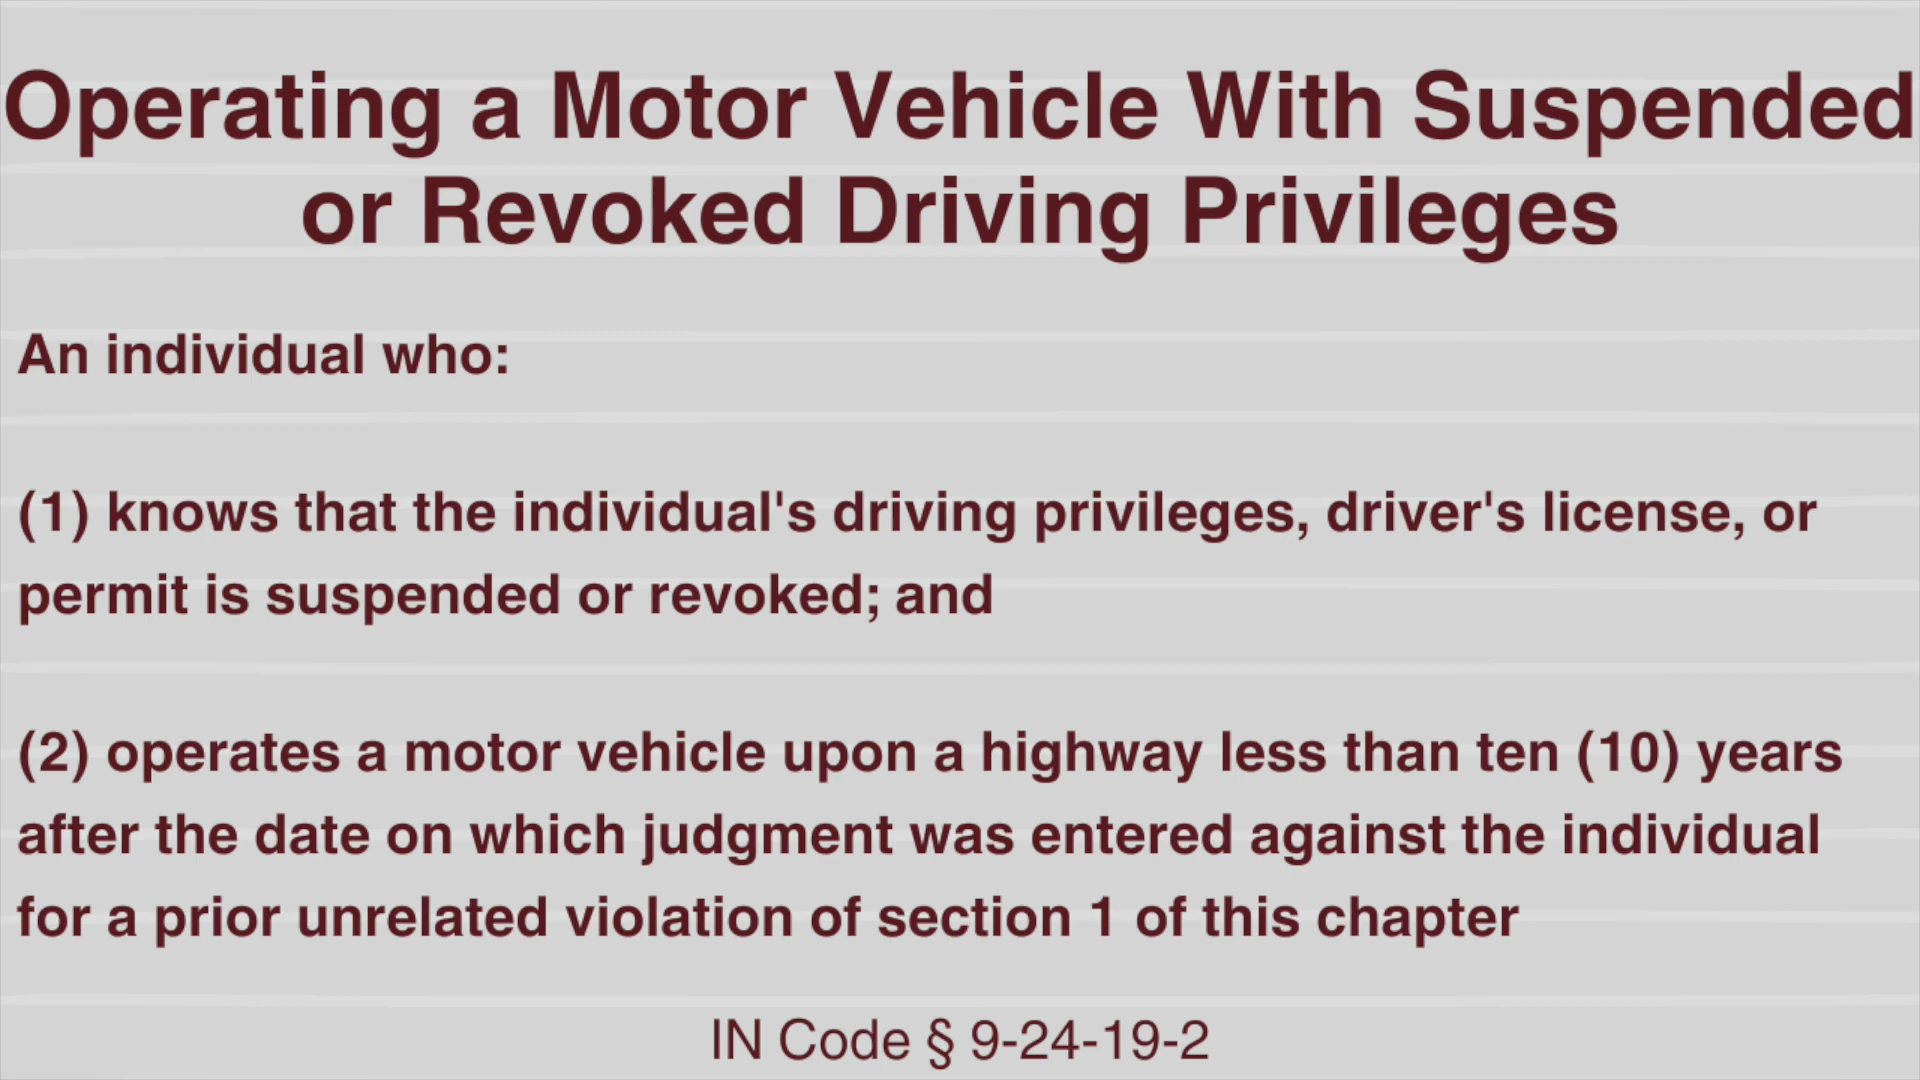 Operating a Motor Vehicle With Suspended
or Revoked Driving Privileges
An individual who:
(1) knows that the individual's driving privileges, driver's license, or
permit is suspended or revoked; and
(2) operates a motor vehicle upon a highway less than ten (10) years
after the date on which judgment was entered against the individual
for a prior unrelated violation of section 1 of this chapter
IN Code § 9-24-19-2